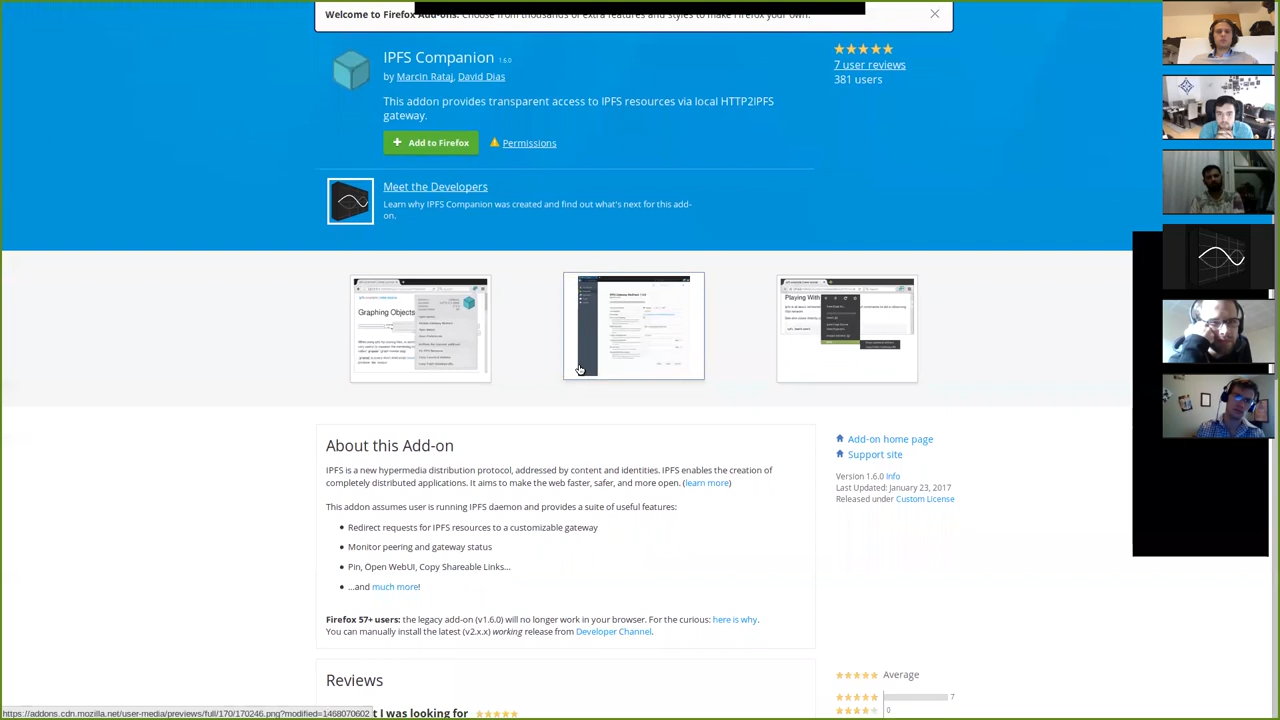 Welcome to Firefox Add-ons. Choose from thousands of extra features and styles to make Firefox your own.
IPFS Companion 1.6.0
by Marcin Rataj, David Dias
This addon provides transparent access to IPFS resources via local HTTP2IPFS
gateway.
Add to Firefox
Permissions
7 user reviews
381 users
Meet the Developers
Learn why IPFS Companion was created and find out what's next for this add-
on.
Graphing Objects
Playing With
About this Add-on
IPFS is a new hypermedia distribution protocol, addressed by content and identities. IPFS enables the creation of
completely distributed applications. It aims to make the web faster, safer, and more open. (learn more)
This addon assumes user is running IPFS daemon and provides a suite of useful features:
Redirect requests for IPFS resources to a customizable gateway
Monitor peering and gateway status
Pin, Open WebUI, Copy Shareable Links...
...and much more!
Firefox 57+ users: the legacy add-on (v1.6.0) will no longer work in your browser. For the curious: here is why.
You can manually install the latest (v2.x.x) working release from Developer Channel.
Add-on home page
Support site
Version 1.6.0 Info
Last Updated: January 23, 2017
Released under Custom License
Reviews
t I was looking for
Average
7
0
https://addons.cdn.mozilla.net/user-media/previews/full/170/170246.png?modified=1468070602